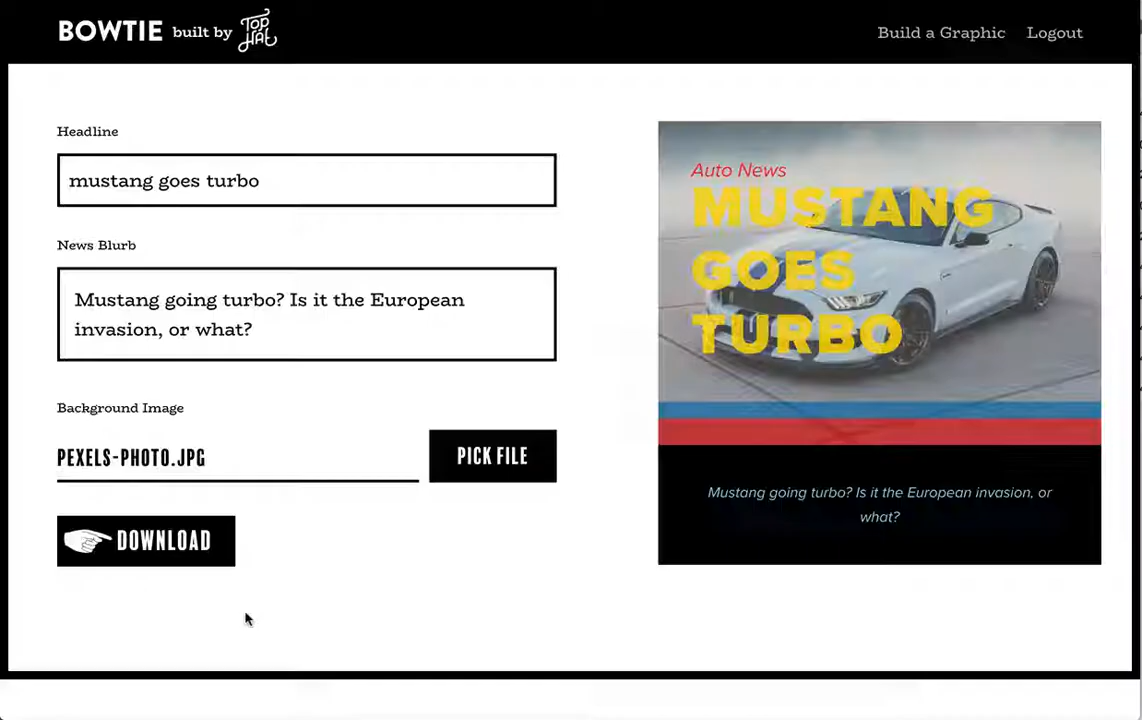 BOWTIE built by TOP HAT
Build a Graphic
Logout
Headline
mustang goes turbo
News Blurb
Mustang going turbo? Is it the European
invasion, or what?
Background Image
PEXELS-PHOTO.JPG
PICK FILE
DOWNLOAD
Auto News
MUSTANG
GOES
TURBO
Mustang going turbo? Is it the European invasion, or
what?